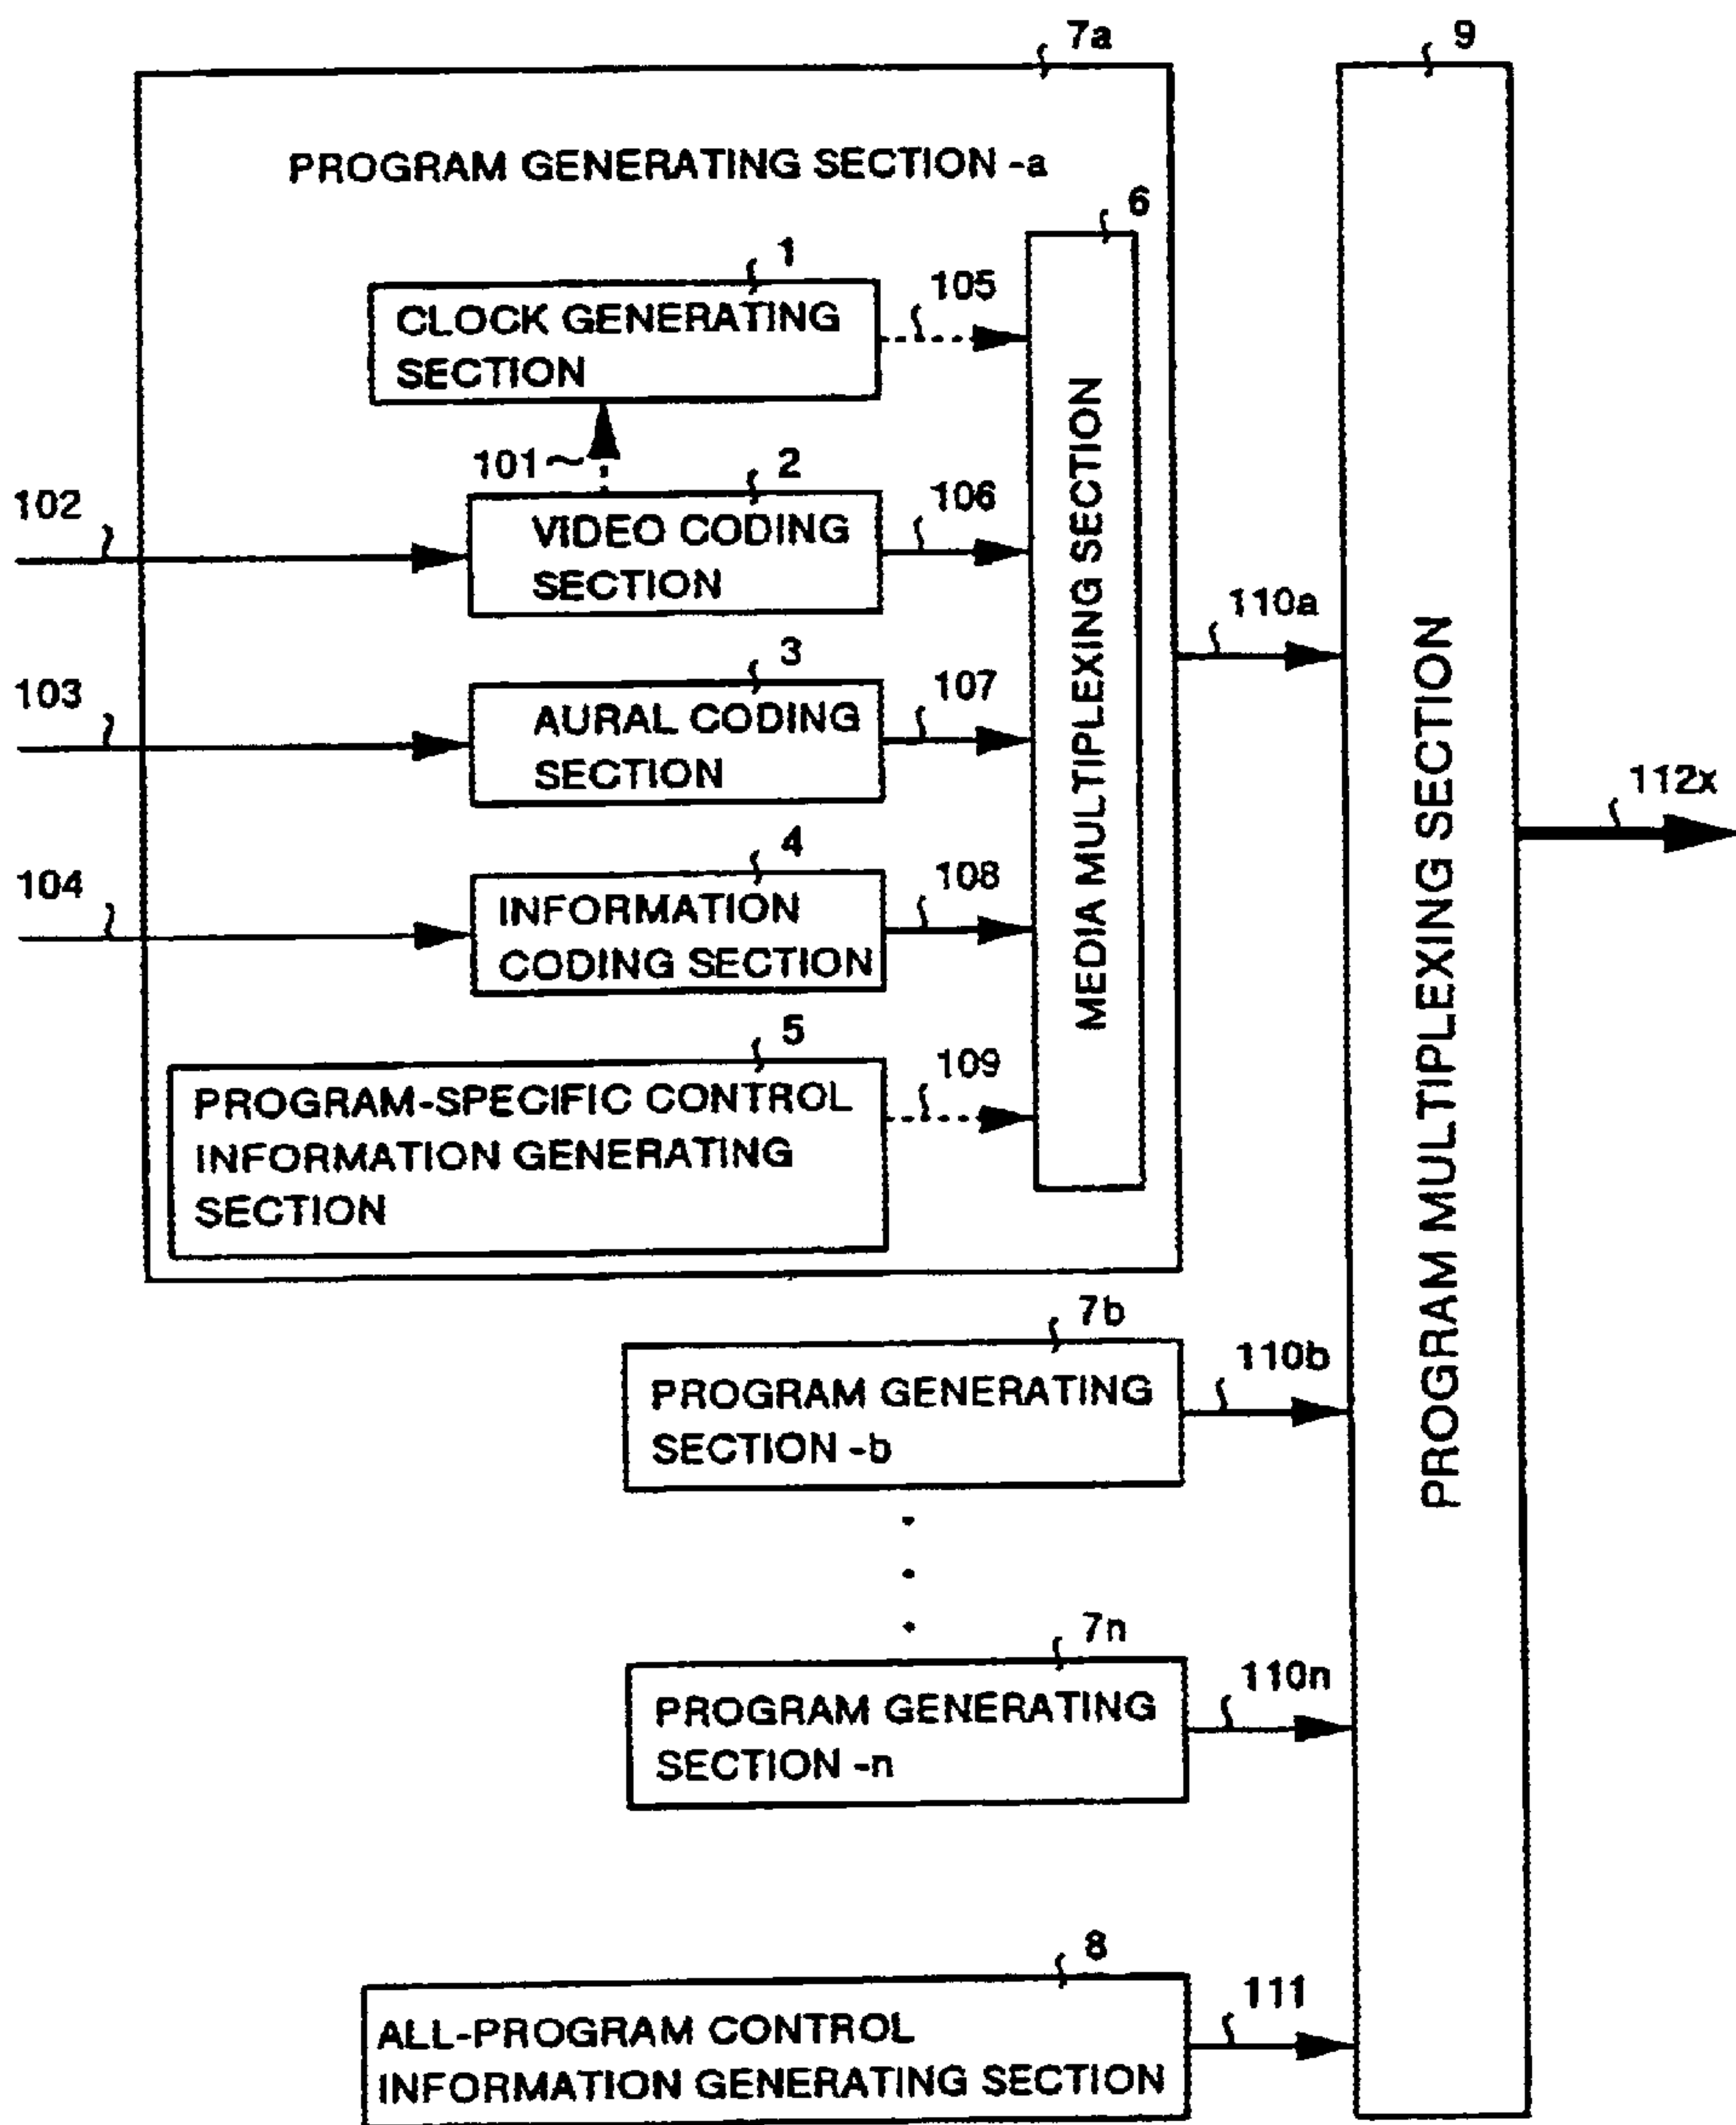 7a
9
PROGRAM GENERATING SECTION -a
6
1
105
CLOCK GENERATING
SECTION
101
2
102
106
VIDEO CODING
SECTION
MEDIA MULTIPLEXING SECTION
110a
3
103
107
AURAL CODING
SECTION
112x
4
104
108
INFORMATION
CODING SECTION
PROGRAM MULTIPLEXING SECTION
5
109
PROGRAM-SPECIFIC CONTROL
INFORMATION GENERATING
SECTION
7b
110b
PROGRAM GENERATING
SECTION -b
7n
110n
PROGRAM GENERATING
SECTION -n
8
111
ALL-PROGRAM CONTROL
INFORMATION GENERATING SECTION